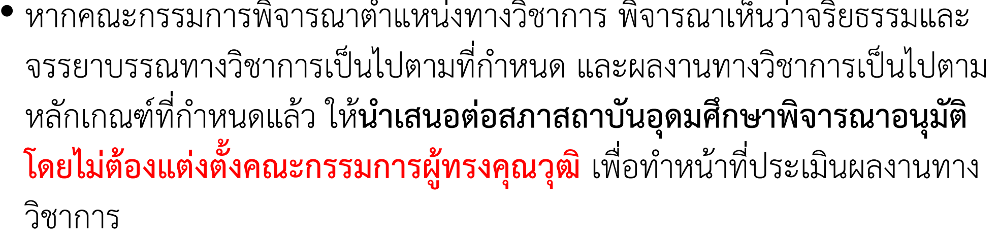 • หากคณะกรรมการพิจารณาตำแหน่งทางวิชาการ พิจารณาเห็นว่าจริยธรรมและ
จรรยาบรรณทางวิชาการเป็นไปตามที่กำหนด และผลงานทางวิชาการเป็นไปตาม
หลักเกณฑ์ที่กำหนดแล้ว ให้นำเสนอต่อสภาสถาบันอุดมศึกษาพิจารณาอนุมัติ
โดยไม่ต้องแต่งตั้งคณะกรรมการผู้ทรงคุณวุฒิ เพื่อทำหน้าที่ประเมินผลงานทาง
วิชาการ